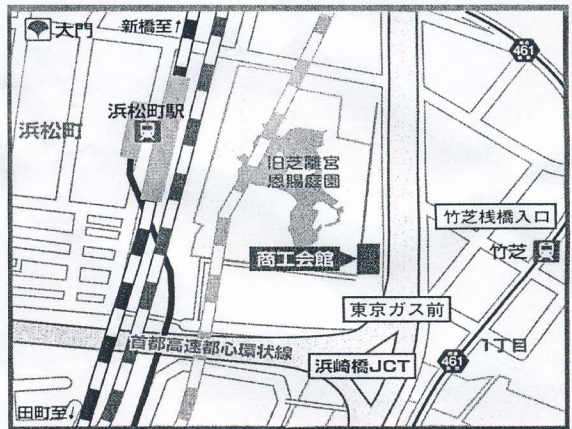 大門
新橋至↑
461
浜松町駅
浜松町
旧芝離宮
恩賜庭園
竹芝桟橋入口
竹芝
商工会館
東京ガス前
首都高速都心環状線
1丁目
浜崎橋JCT
461
田町至↓